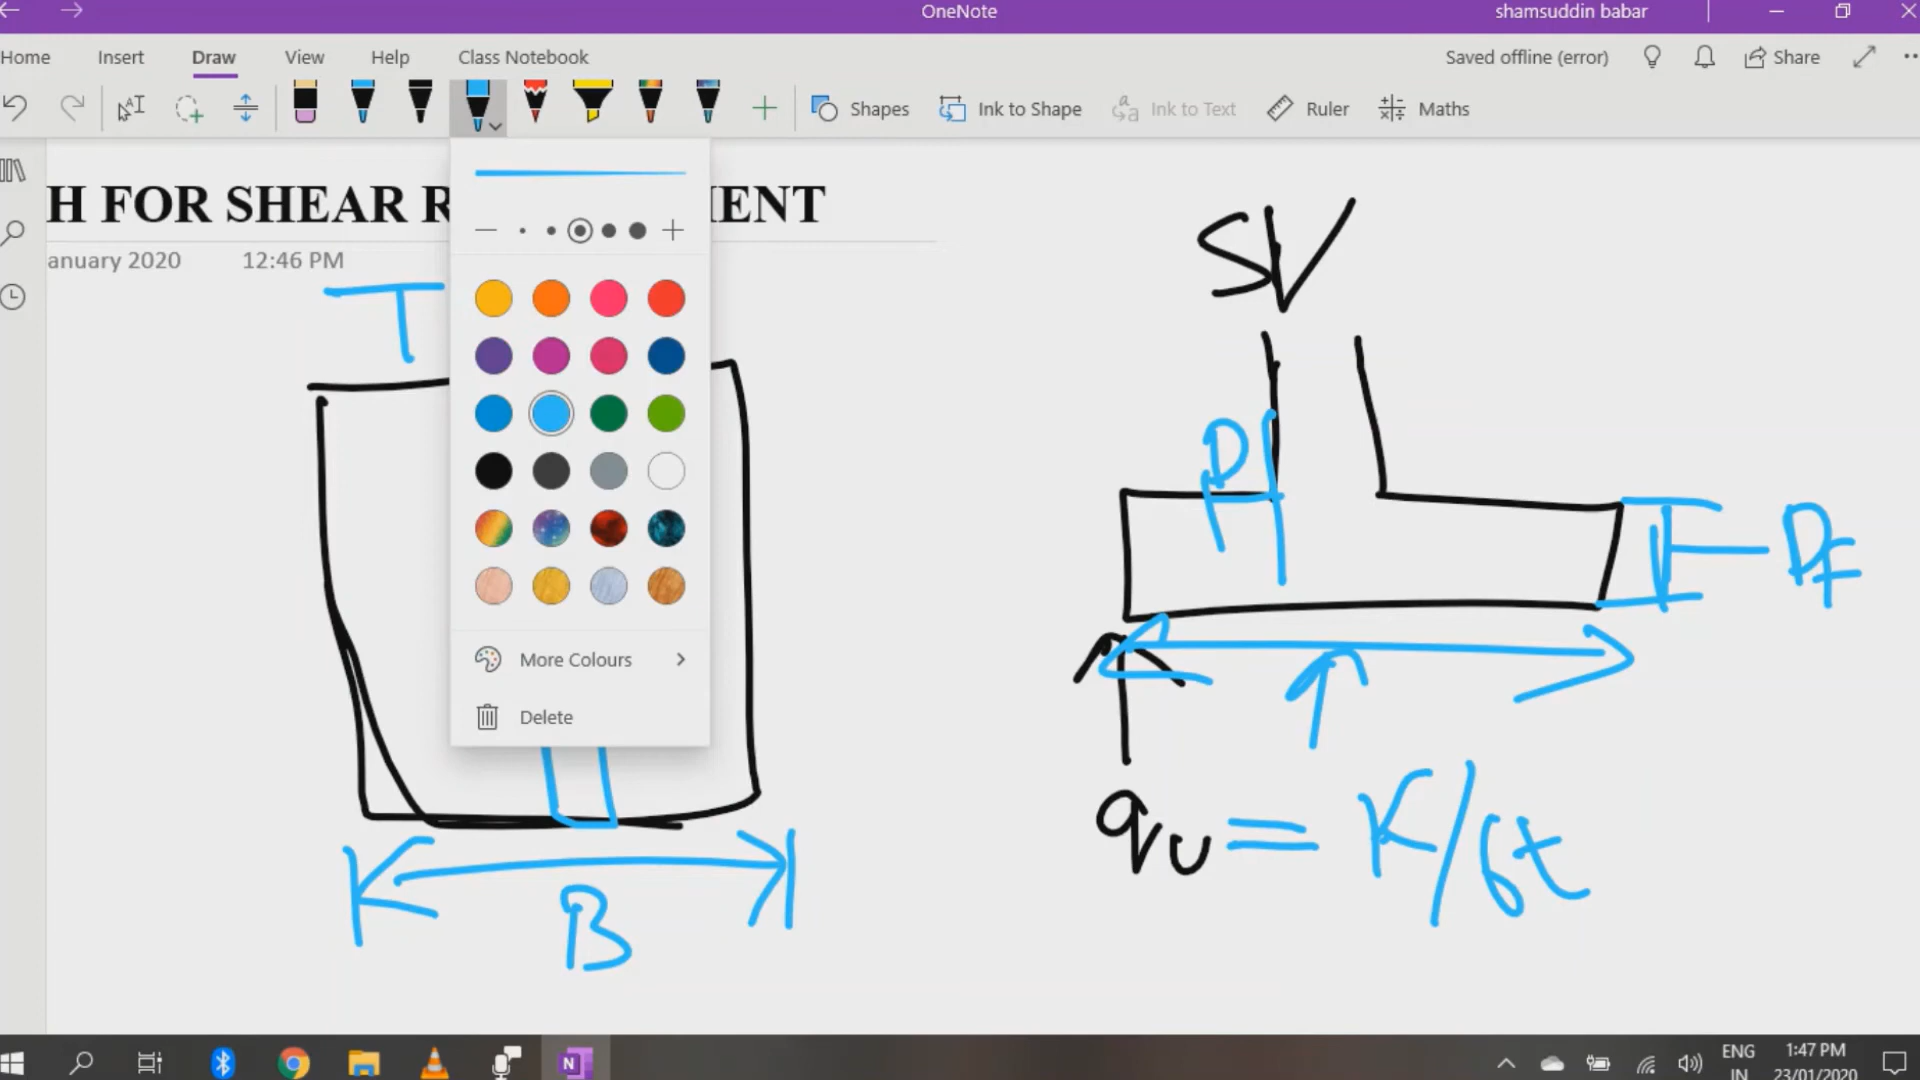 OneNote
shamsuddin babar
Home Insert Draw View Help Class Notebook
Saved offline (error) Share
Shapes Ink to Shape Ink to Text Ruler Maths
H FOR SHEAR R
ENT
anuary 2020 12:46 PM
More Colours
Delete
T
B
SV
D
DF
qu = K/ft
ENG
IN
1:47 PM
23/01/2020